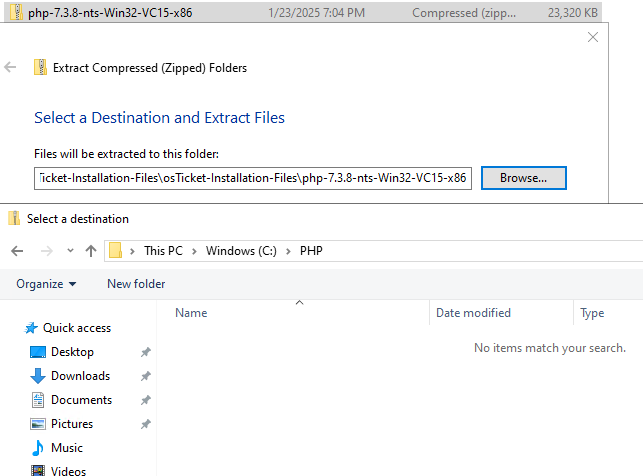 php-7.3.8-nts-Win32-VC15-x86 1/23/2025 7:04 PM Compressed (zipp... 23,320 KB
Extract Compressed (Zipped) Folders
Select a Destination and Extract Files
Files will be extracted to this folder:
Ticket-Installation-Files\osTicket-Installation-Files\php-7.3.8-nts-Win32-VC15-x86 Browse...
Select a destination
This PC > Windows (C:) > PHP
Organize New folder
Name Date modified Type
No items match your search.
Quick access
Desktop
Downloads
Documents
Pictures
Music
Videos